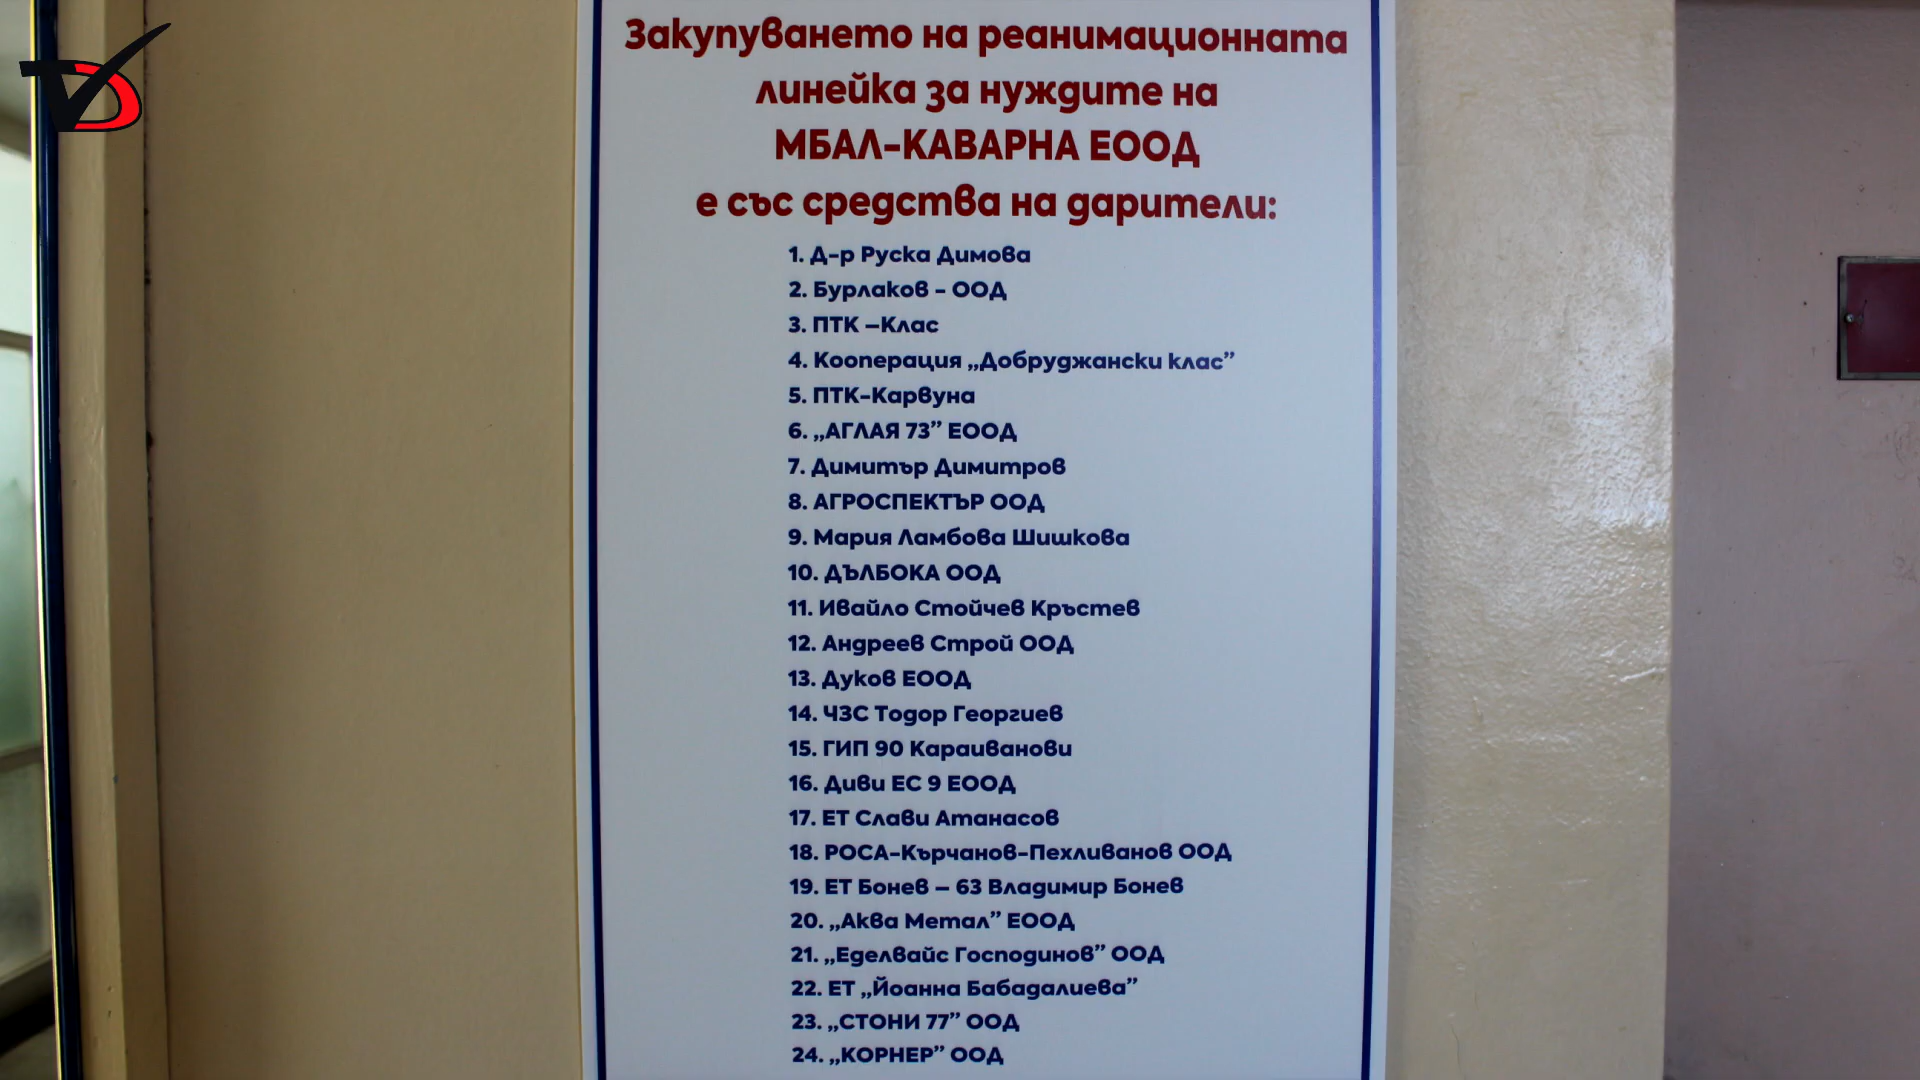 Закупуването на реанимационната
линейка за нуждите на
МБАЛ-КАВАРНА ЕООД
е със средства на дарители:
1. Д-р Руска Димова
2. Бурлаков - ООД
3. ПТК –Клас
4. Кооперация „Добруджански клас”
5. ПТК-Карвуна
6. „АГЛАЯ 73” ЕООД
7. Димитър Димитров
8. АГРОСПЕКТЪР ООД
9. Мария Ламбова Шишкова
10. ДЪЛБОКА ООД
11. Ивайло Стойчев Кръстев
12. Андреев Строй ООД
13. Дуков ЕООД
14. ЧЗС Тодор Георгиев
15. ГИП 90 Караиванови
16. Диви ЕС 9 ЕООД
17. ЕТ Слави Атанасов
18. РОСА-Кърчанов-Пехливанов ООД
19. ЕТ Бонев – 63 Владимир Бонев
20. „Аква Метал” ЕООД
21. „Еделвайс Господинов” ООД
22. ЕТ „Йоанна Бабадалиева”
23. „СТОНИ 77” ООД
24. „КОРНЕР” ООД